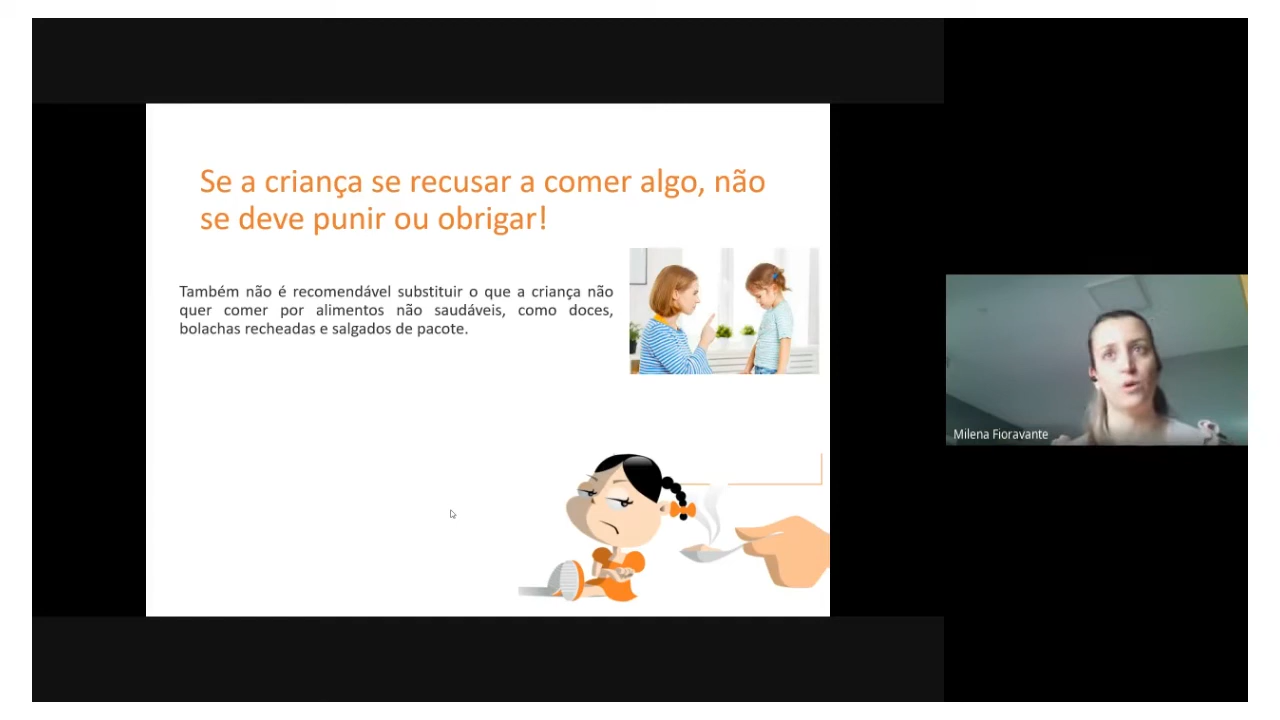 Se a criança se recusar a comer algo, não
se deve punir ou obrigar!
Também não é recomendável substituir o que a criança não
quer comer por alimentos não saudáveis, como doces,
bolachas recheadas e salgados de pacote.
Milena Fioravante